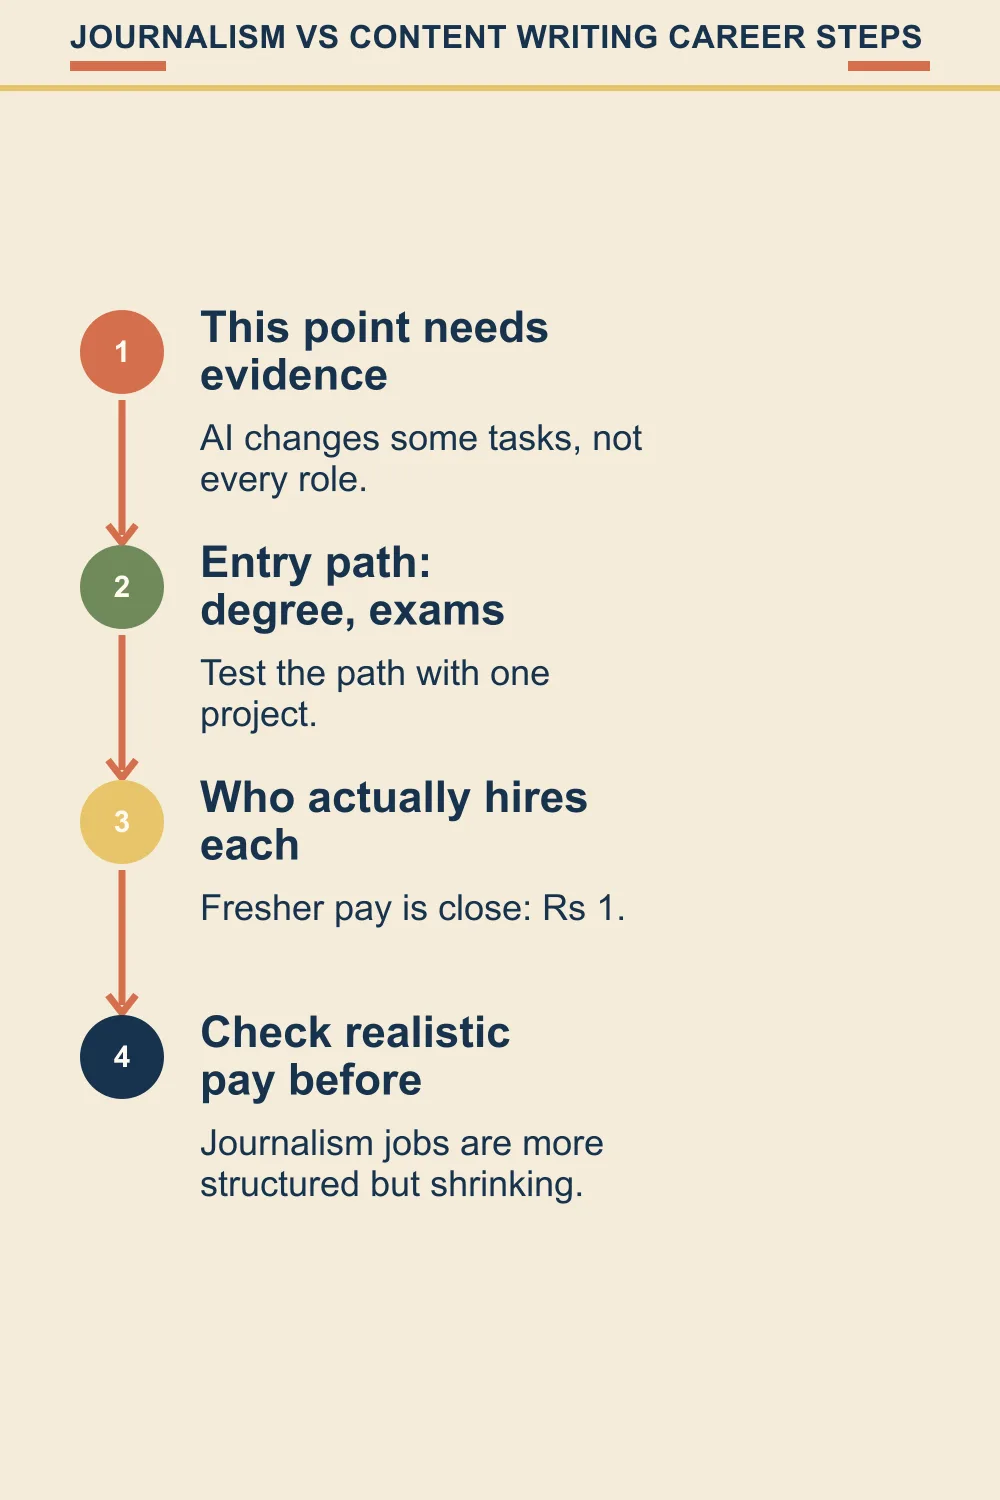 JOURNALISM VS CONTENT WRITING CAREER STEPS
1
This point needs
evidence
AI changes some tasks, not
every role.
2
Entry path:
degree, exams
Test the path with one
project.
3
Who actually hires
each
Fresher pay is close: Rs 1.
4
Check realistic
pay before
Journalism jobs are more
structured but shrinking.